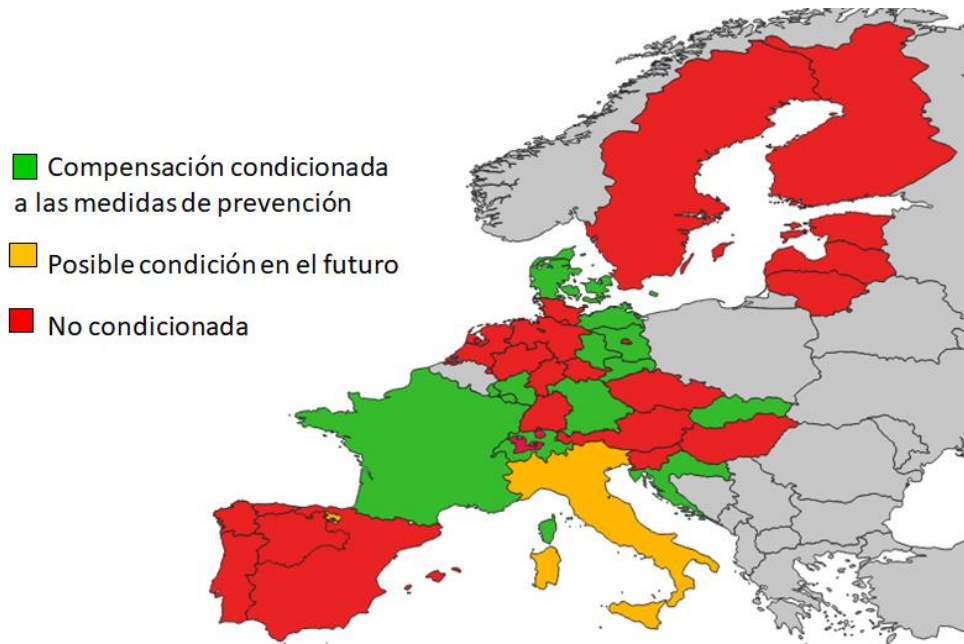 Compensación condicionada
a las medidas de prevención
Posible condición en el futuro
No condicionada